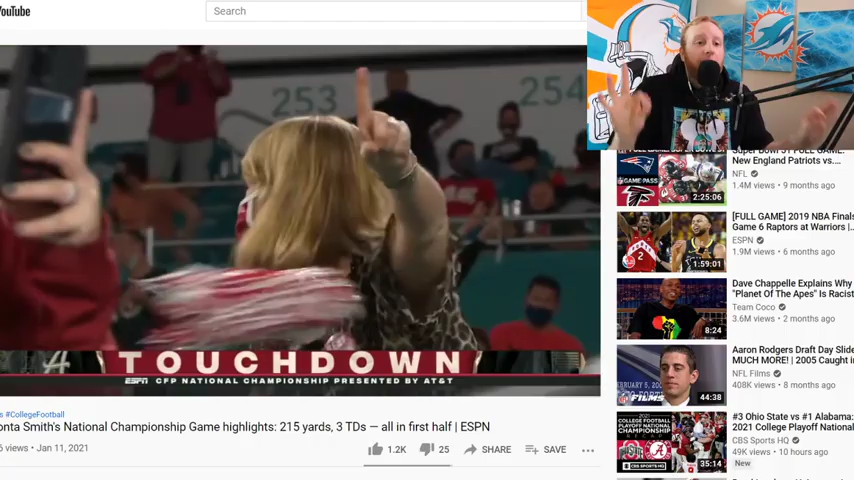 YouTube
Search
253
254
TOUCHDOWN
ESPN CFP NATIONAL CHAMPIONSHIP PRESENTED BY AT&T
s #CollegeFootball
onta Smith's National Championship Game highlights: 215 yards, 3 TDs — all in first half | ESPN
6 views • Jan 11, 2021
1.2K
25
SHARE
SAVE
New England Patriots vs....
NFL
1.4M views • 9 months ago
GAME PASS
2:25:06
[FULL GAME] 2019 NBA Finals
Game 6 Raptors at Warriors |...
ESPN
1.9M views • 6 months ago
1:59:01
Dave Chappelle Explains Why
"Planet Of The Apes" Is Racist
Team Coco
3.6M views • 2 months ago
8:24
Aaron Rodgers Draft Day Slide
MUCH MORE! | 2005 Caught in
NFL Films
408K views • 8 months ago
44:38
#3 Ohio State vs #1 Alabama:
2021 College Playoff National
CBS Sports HQ
49K views • 10 hours ago
New
35:14